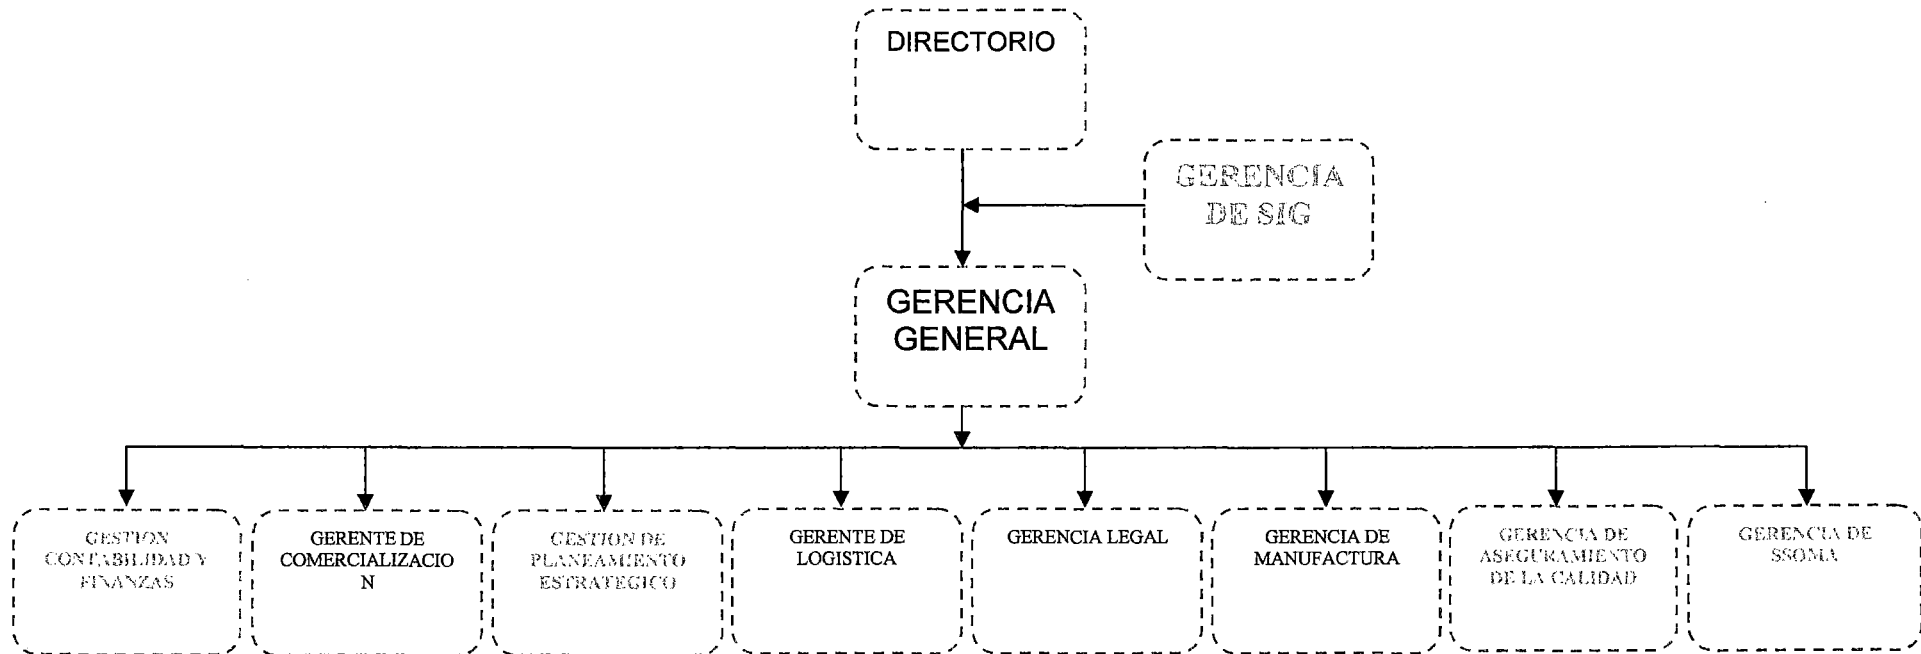 DIRECTORIO
GERENCIA
DE SIG
GERENCIA
GENERAL
GESTION
CONTABILIDAD Y
FINANZAS
GERENTE DE
COMERCIALIZACIO
N
GESTION DE
PLANEAMIENTO
ESTRATEGICO
GERENTE DE
LOGISTICA
GERENCIA LEGAL
GERENCIA DE
MANUFACTURA
GERENCIA DE
ASEGURAMIENTO
DE LA CALIDAD
GERENCIA DE
SSOMA